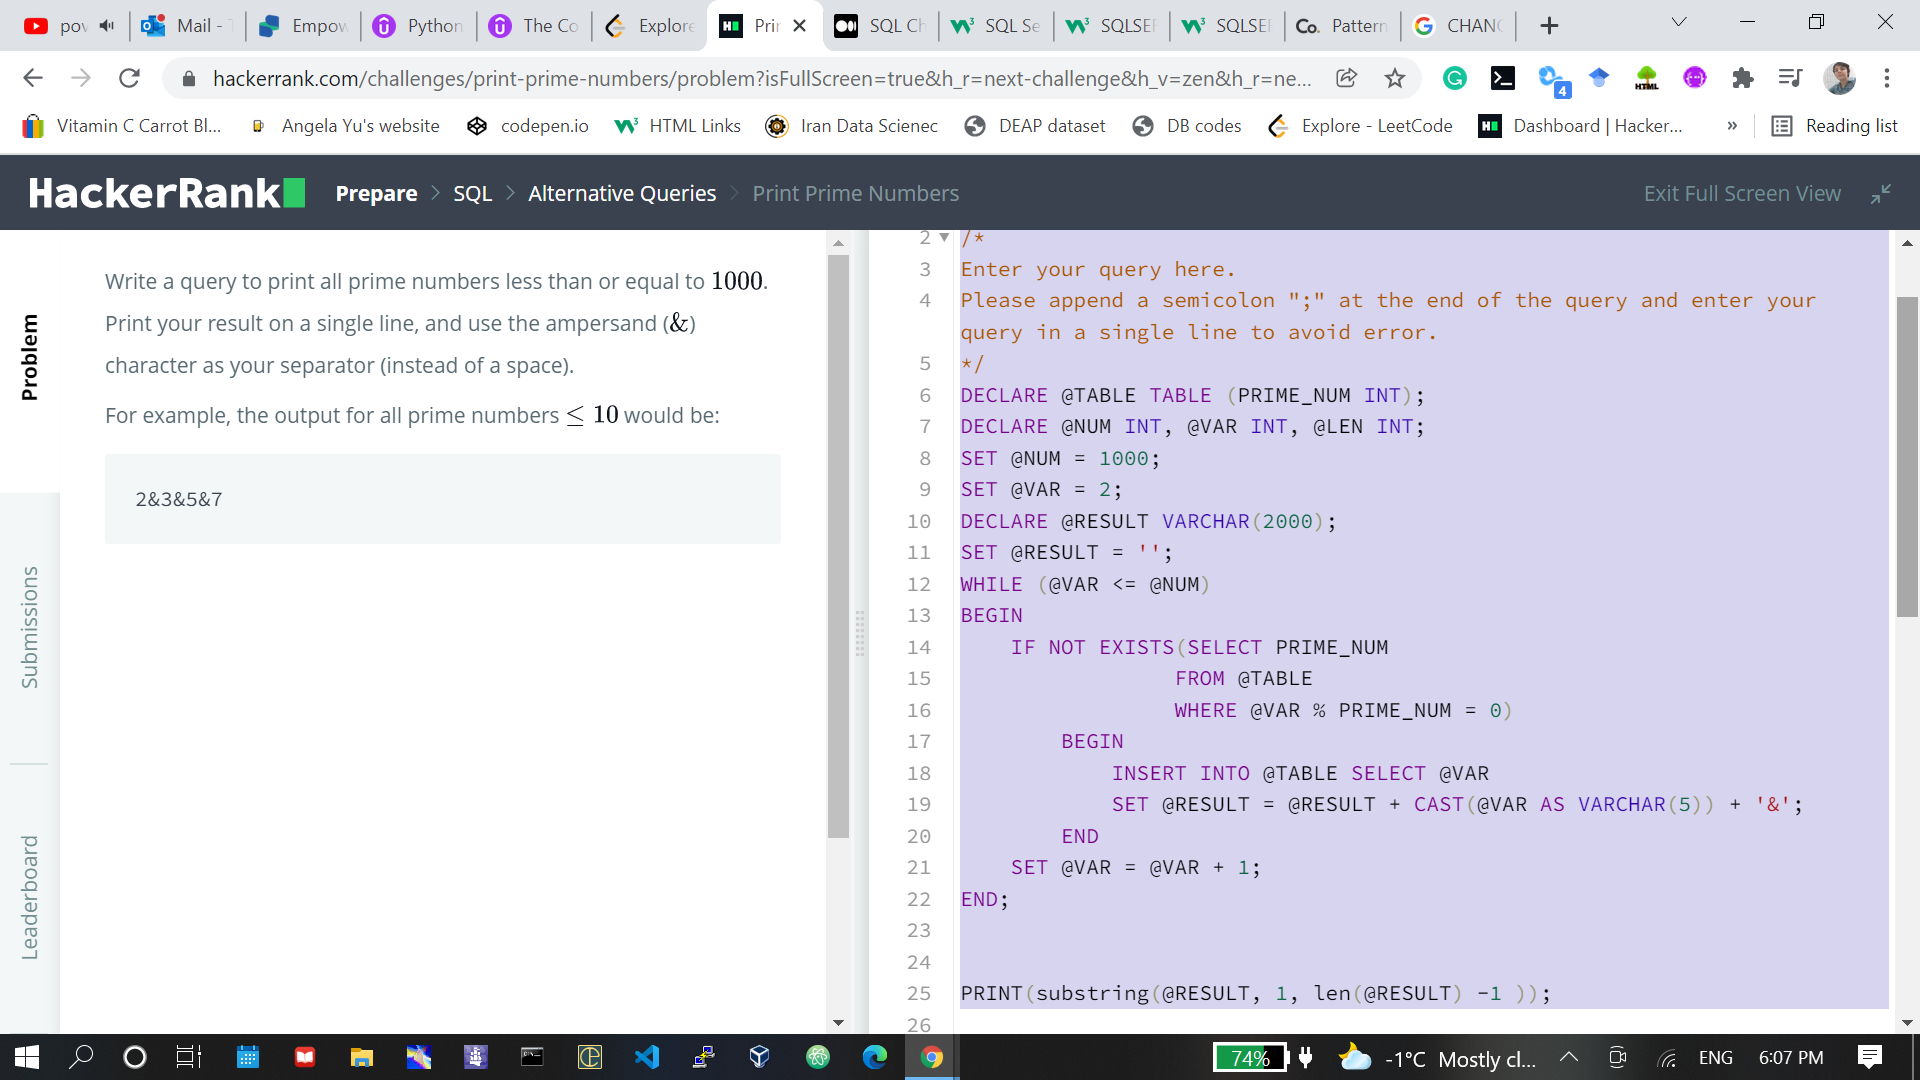 pov
Mail -
Empow
Python
The Co
Explore
Prin
SQL Ch
SQL Se
SQLSER
SQLSER
Co. Pattern
CHANG
hackerrank.com/challenges/print-prime-numbers/problem?isFullScreen=true&h_r=next-challenge&h_v=zen&h_r=ne...
4
Vitamin C Carrot Bl...
Angela Yu's website
codepen.io
HTML Links
Iran Data Scienec
DEAP dataset
DB codes
Explore - LeetCode
Dashboard | Hacker...
»
Reading list
HackerRank
Prepare > SQL > Alternative Queries > Print Prime Numbers
Exit Full Screen View
Problem
Submissions
Leaderboard
Write a query to print all prime numbers less than or equal to 1000.
Print your result on a single line, and use the ampersand (&)
character as your separator (instead of a space).
For example, the output for all prime numbers ≤ 10 would be:
2&3&5&7
2 /*
3 Enter your query here.
4 Please append a semicolon ";" at the end of the query and enter your
query in a single line to avoid error.
5 */
6 DECLARE @TABLE TABLE (PRIME_NUM INT);
7 DECLARE @NUM INT, @VAR INT, @LEN INT;
8 SET @NUM = 1000;
9 SET @VAR = 2;
10 DECLARE @RESULT VARCHAR(2000);
11 SET @RESULT = '';
12 WHILE (@VAR <= @NUM)
13 BEGIN
14 IF NOT EXISTS(SELECT PRIME_NUM
15 FROM @TABLE
16 WHERE @VAR % PRIME_NUM = 0)
17 BEGIN
18 INSERT INTO @TABLE SELECT @VAR
19 SET @RESULT = @RESULT + CAST(@VAR AS VARCHAR(5)) + '&';
20 END
21 SET @VAR = @VAR + 1;
22 END;
23
24
25 PRINT(substring(@RESULT, 1, len(@RESULT) -1 ));
26
74%
-1°C Mostly cl...
ENG
6:07 PM